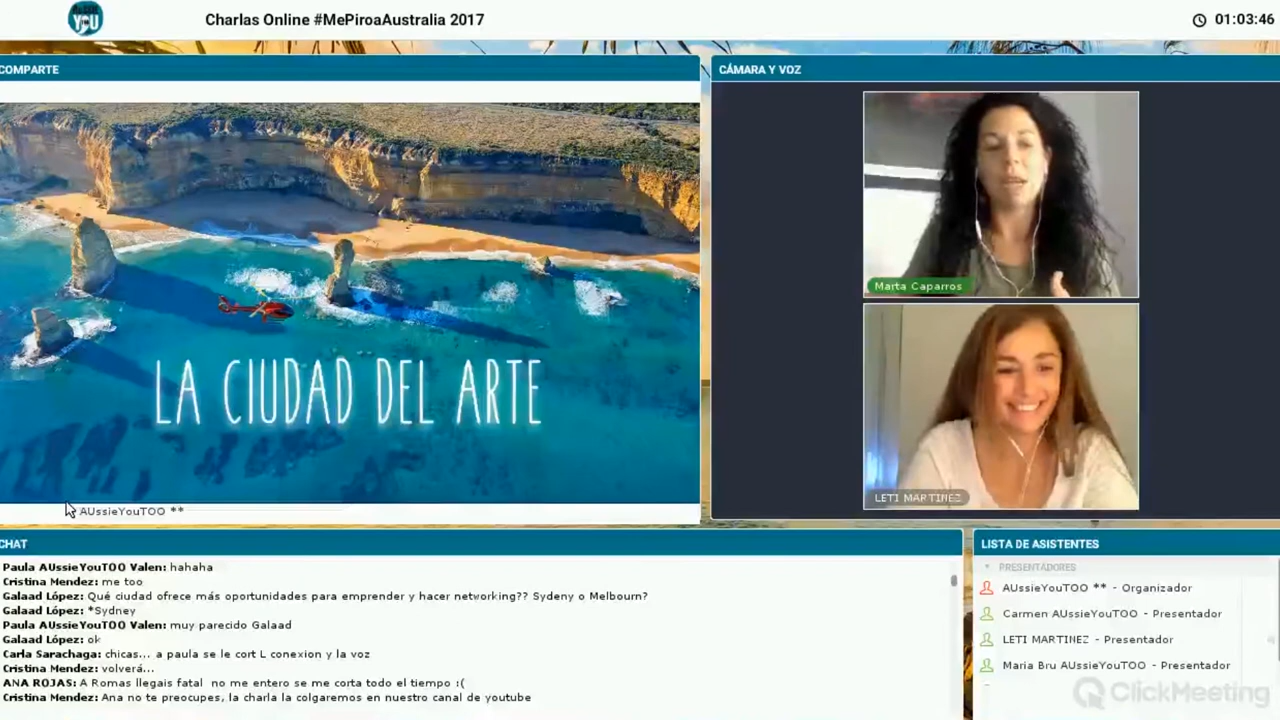 AUSSIE
YOU
Charlas Online #MePiroaAustralia 2017
01:03:46
COMPARTE
CÁMARA Y VOZ
LA CIUDAD DEL ARTE
Marta Caparros
LETI MARTINEZ
AUssieYouTOO **
CHAT
Paula AUssieYouTOO Valen: hahaha
Cristina Mendez: me too
Galaad López: Qué ciudad ofrece más oportunidades para emprender y hacer networking?? Sydeny o Melbourn?
Galaad López: *Sydney
Paula AUssieYouTOO Valen: muy parecido Galaad
Galaad López: ok
Carla Sarachaga: chicas... a paula se le cort L conexion y la voz
Cristina Mendez: volverá...
ANA ROJAS: A Romas llegais fatal no me entero se me corta todo el tiempo :(
Cristina Mendez: Ana no te preocupes, la charla la colgaremos en nuestro canal de youtube
LISTA DE ASISTENTES
PRESENTADORES
AUssieYouTOO ** - Organizador
Carmen AUssieYouTOO - Presentador
LETI MARTINEZ - Presentador
Maria Bru AUssieYouTOO - Presentador
ClickMeeting